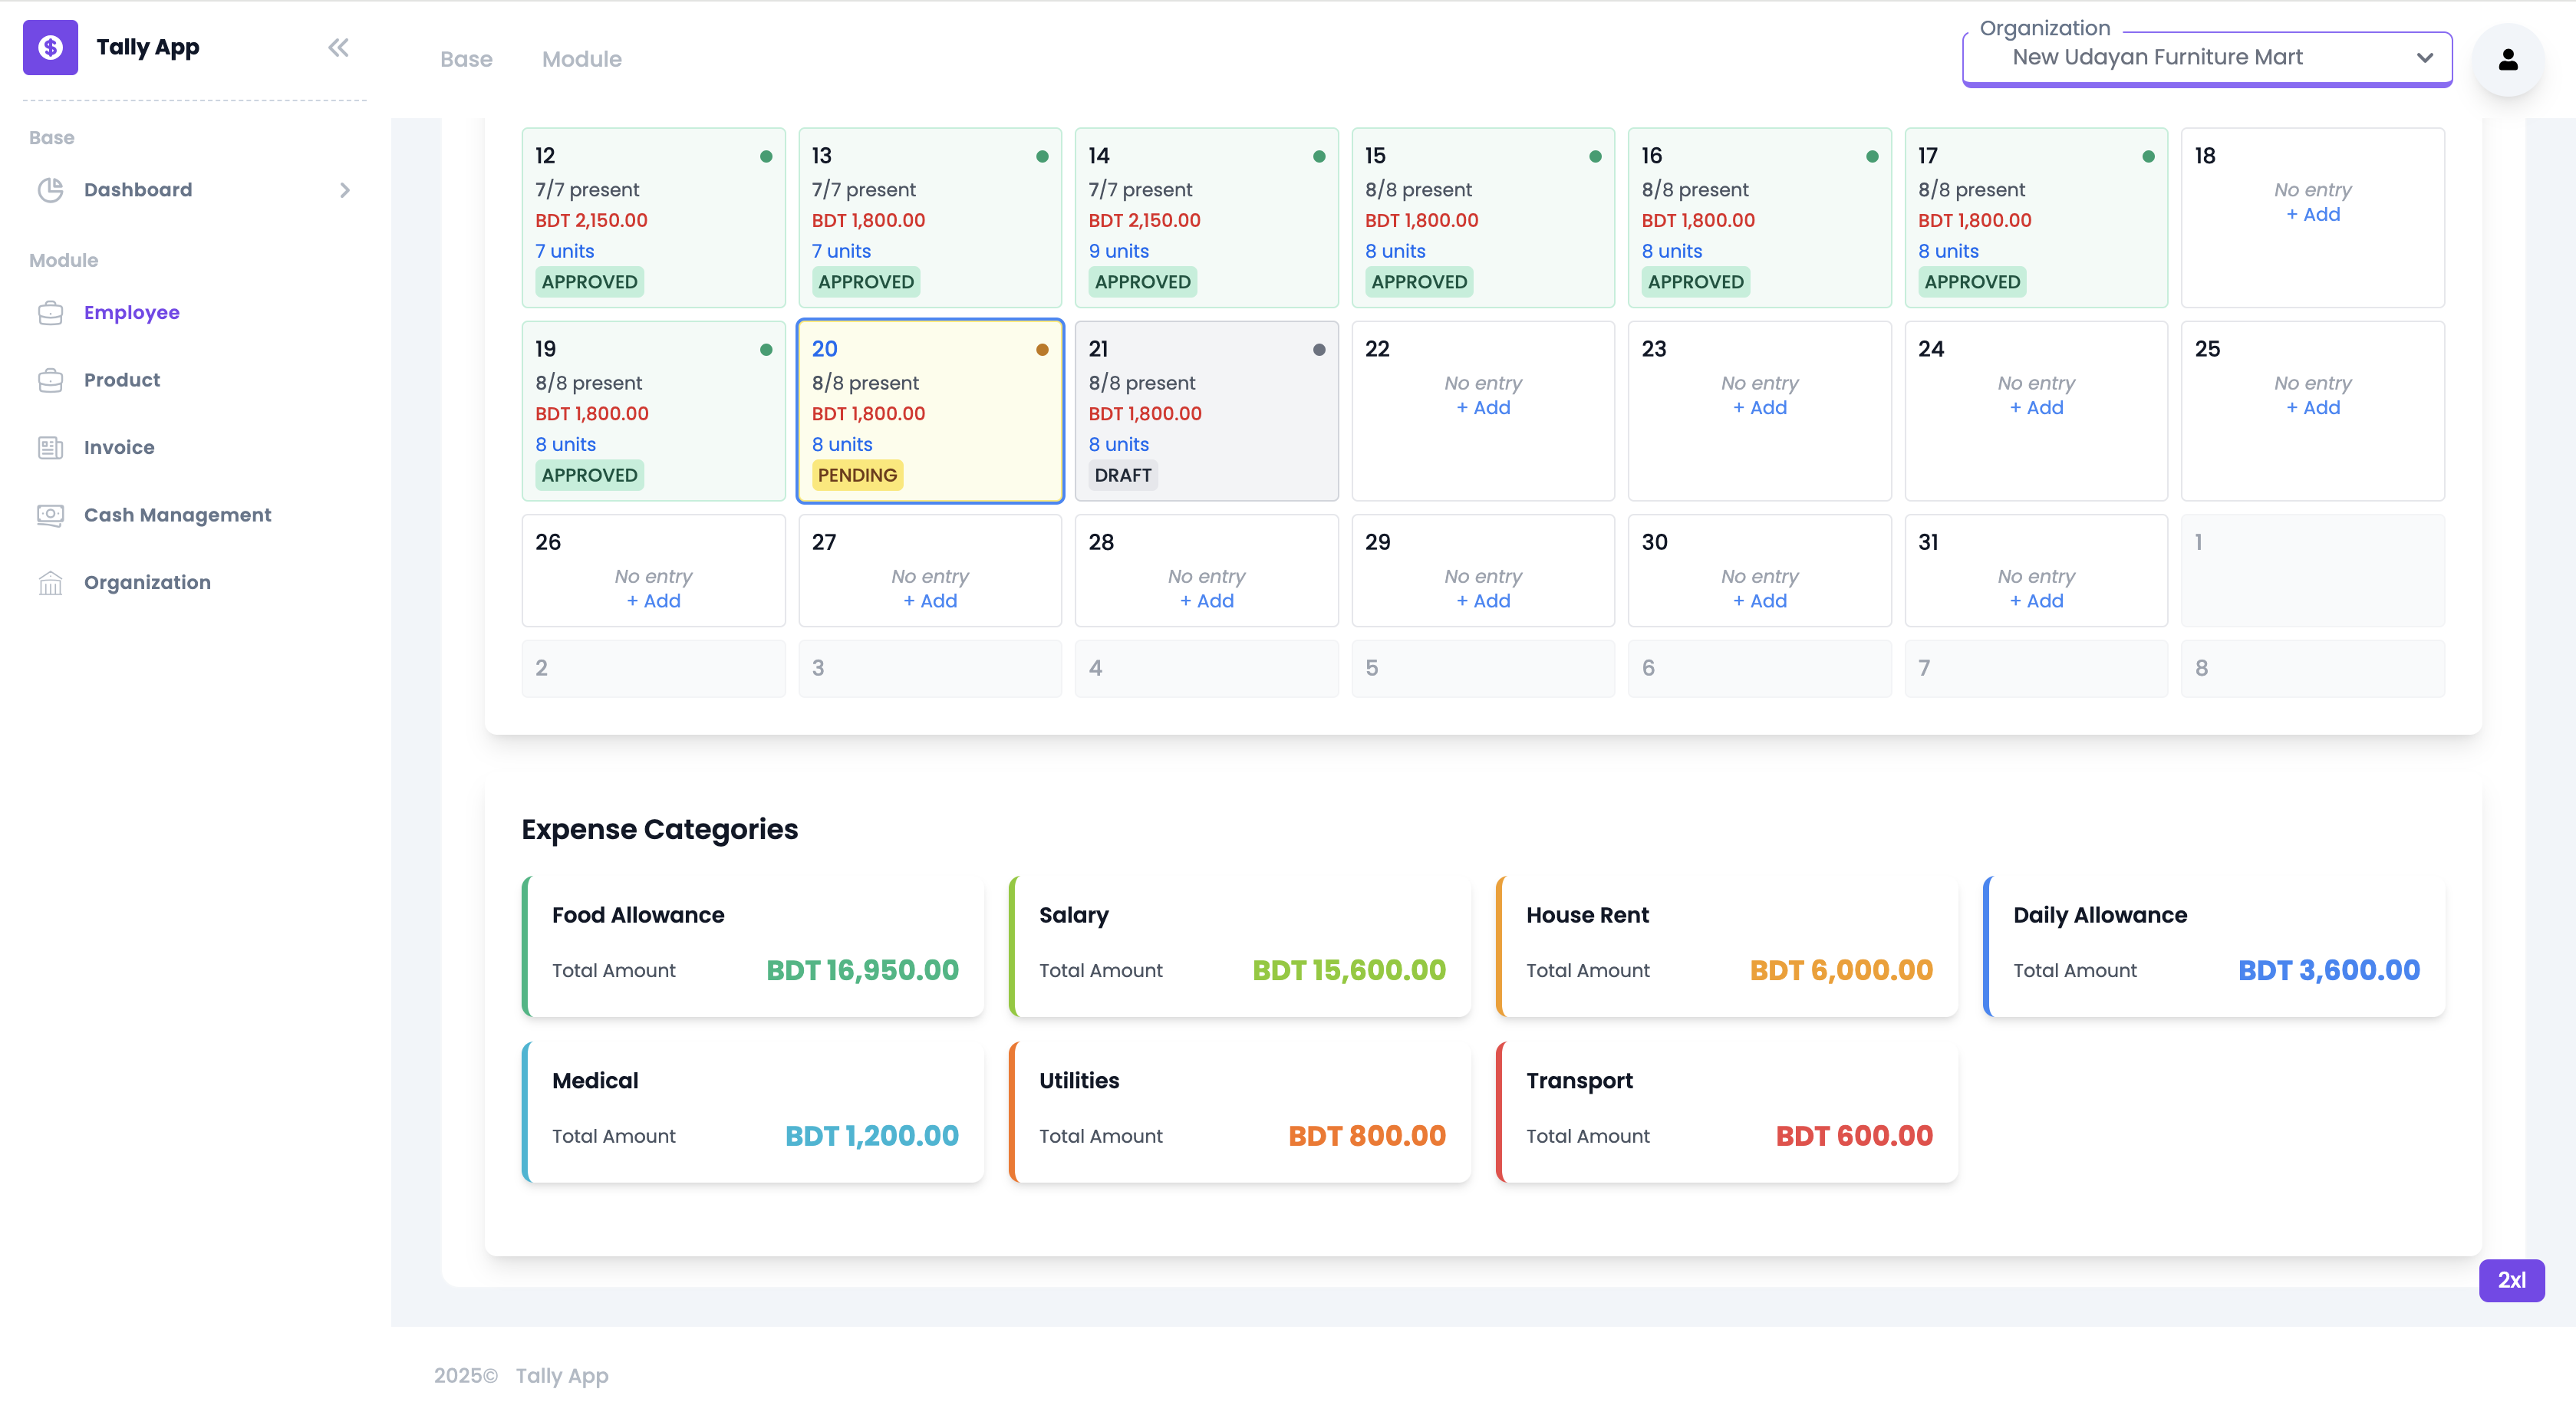 Tally App
Base
Module
Organization
New Udayan Furniture Mart
Base
Dashboard
Module
Employee
Product
Invoice
Cash Management
Organization
12
7/7 present
BDT 2,150.00
7 units
APPROVED
13
7/7 present
BDT 1,800.00
7 units
APPROVED
14
7/7 present
BDT 2,150.00
9 units
APPROVED
15
8/8 present
BDT 1,800.00
8 units
APPROVED
16
8/8 present
BDT 1,800.00
8 units
APPROVED
17
8/8 present
BDT 1,800.00
8 units
APPROVED
18
No entry
+ Add
19
8/8 present
BDT 1,800.00
8 units
APPROVED
20
8/8 present
BDT 1,800.00
8 units
PENDING
21
8/8 present
BDT 1,800.00
8 units
DRAFT
22
No entry
+ Add
23
No entry
+ Add
24
No entry
+ Add
25
No entry
+ Add
26
No entry
+ Add
27
No entry
+ Add
28
No entry
+ Add
29
No entry
+ Add
30
No entry
+ Add
31
No entry
+ Add
1
2
3
4
5
6
7
8
Expense Categories
Food Allowance
Total Amount BDT 16,950.00
Salary
Total Amount BDT 15,600.00
House Rent
Total Amount BDT 6,000.00
Daily Allowance
Total Amount BDT 3,600.00
Medical
Total Amount BDT 1,200.00
Utilities
Total Amount BDT 800.00
Transport
Total Amount BDT 600.00
2xl
2025© Tally App